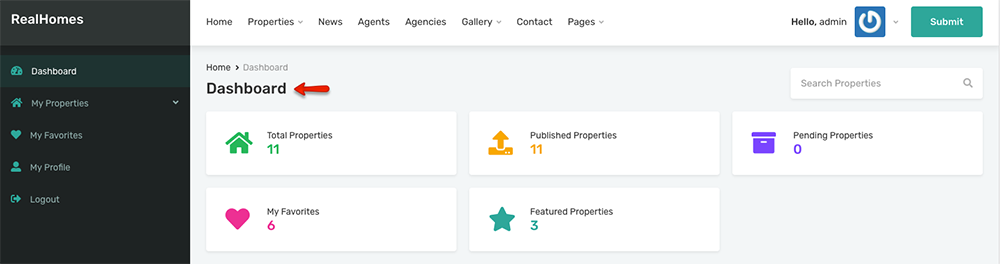 RealHomes
Home Properties News Agents Agencies Gallery Contact Pages
Hello, admin
Submit
Dashboard
My Properties
My Favorites
My Profile
Logout
Home > Dashboard
Dashboard
Search Properties
Total Properties
11
Published Properties
11
Pending Properties
0
My Favorites
6
Featured Properties
3